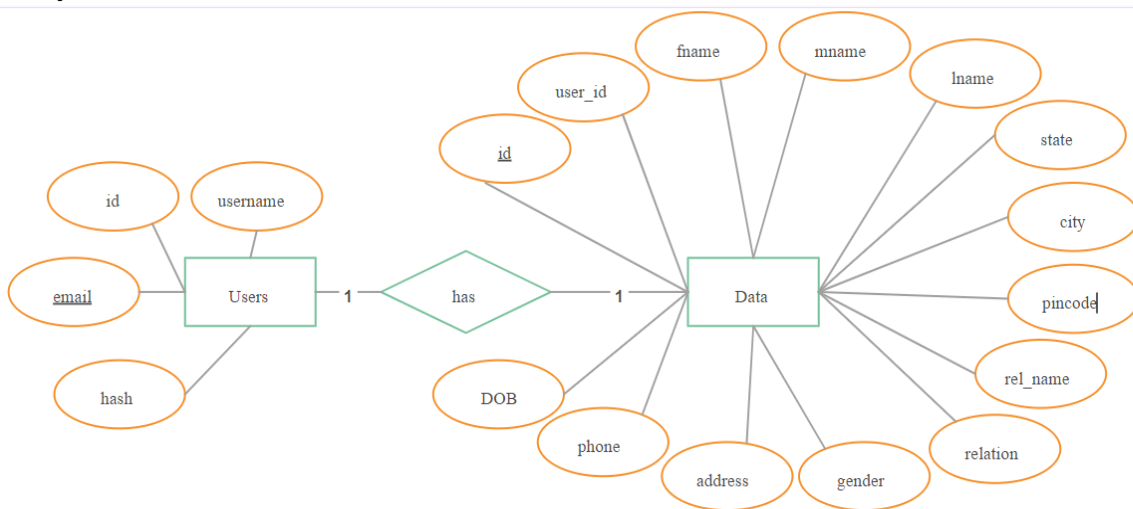 fname
mname
lname
user_id
state
id
id
username
city
email
Users
1
has
1
Data
pincode
rel_name
hash
DOB
phone
relation
address
gender